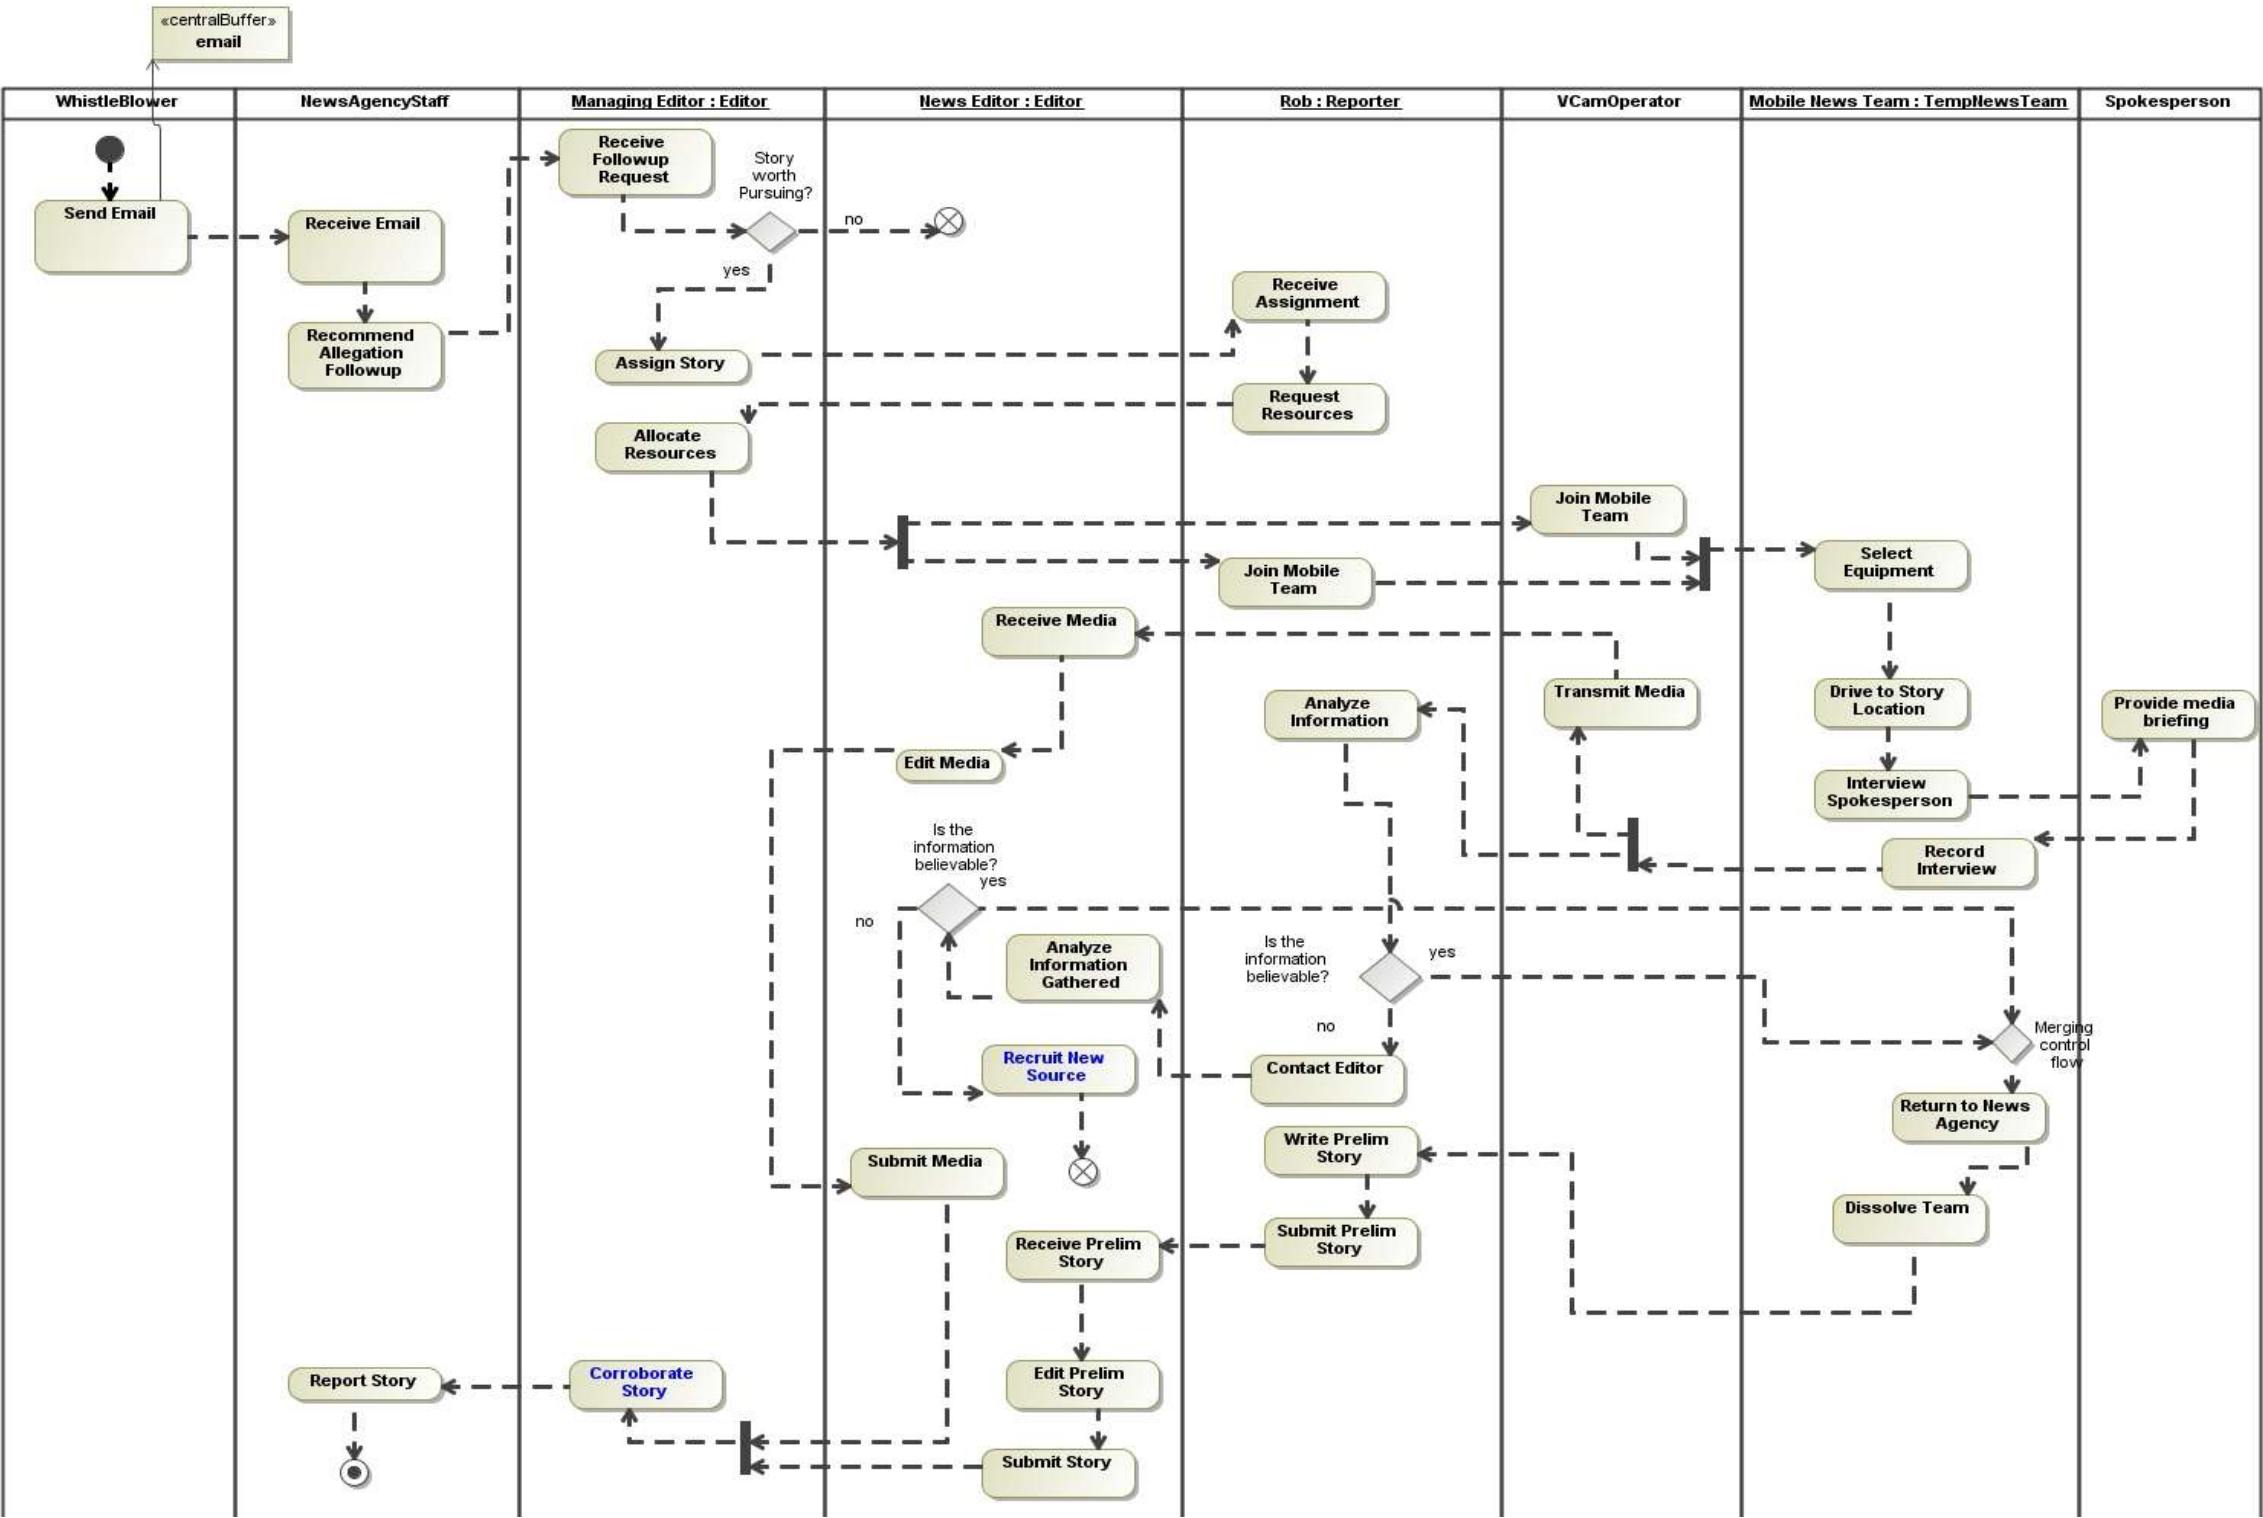 «centralBuffer»
email
WhistleBlower
NewsAgencyStaff
Managing Editor : Editor
News Editor : Editor
Rob : Reporter
VCamOperator
Mobile News Team : TempNewsTeam
Spokesperson
Send Email
Receive Email
Recommend
Allegation
Followup
Receive
Followup
Request
Story
worth
Pursuing?
no
yes
Assign Story
Receive
Assignment
Request
Resources
Allocate
Resources
Join Mobile
Team
Join Mobile
Team
Select
Equipment
Receive Media
Transmit Media
Analyze
Information
Drive to Story
Location
Provide media
briefing
Edit Media
Interview
Spokesperson
Record
Interview
Is the
information
believable?
yes
no
Analyze
Information
Gathered
Is the
information
believable?
yes
no
Merging
control
flow
Recruit New
Source
Contact Editor
Return to News
Agency
Write Prelim
Story
Submit Media
Dissolve Team
Submit Prelim
Story
Receive Prelim
Story
Report Story
Corroborate
Story
Edit Prelim
Story
Submit Story